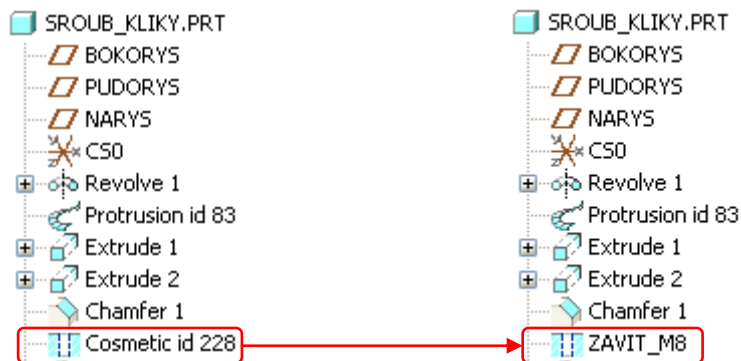 SROUB_KLIKY.PRT
BOKORYS
PUDORYS
NARYS
CS0
Revolve 1
Protrusion id 83
Extrude 1
Extrude 2
Chamfer 1
Cosmetic id 228
SROUB_KLIKY.PRT
BOKORYS
PUDORYS
NARYS
CS0
Revolve 1
Protrusion id 83
Extrude 1
Extrude 2
Chamfer 1
ZAVIT_M8